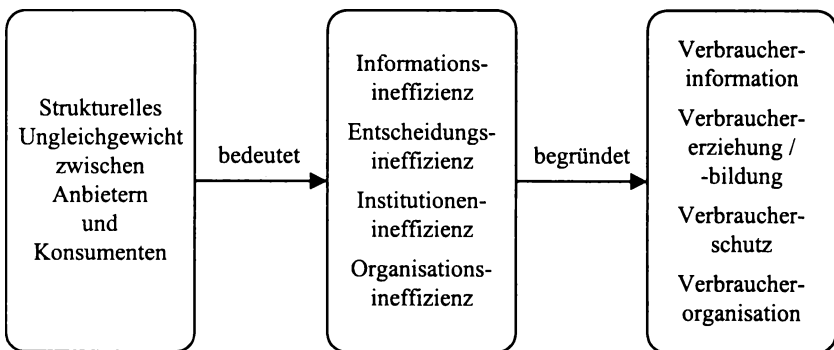 Strukturelles
Ungleichgewicht
zwischen
Anbietern
und
Konsumenten
bedeutet
Informations-
ineffizienz
Entscheidungs-
ineffizienz
Institutionen-
ineffizienz
Organisations-
ineffizienz
begründet
Verbraucher-
information
Verbraucher-
erziehung /
-bildung
Verbraucher-
schutz
Verbraucher-
organisation